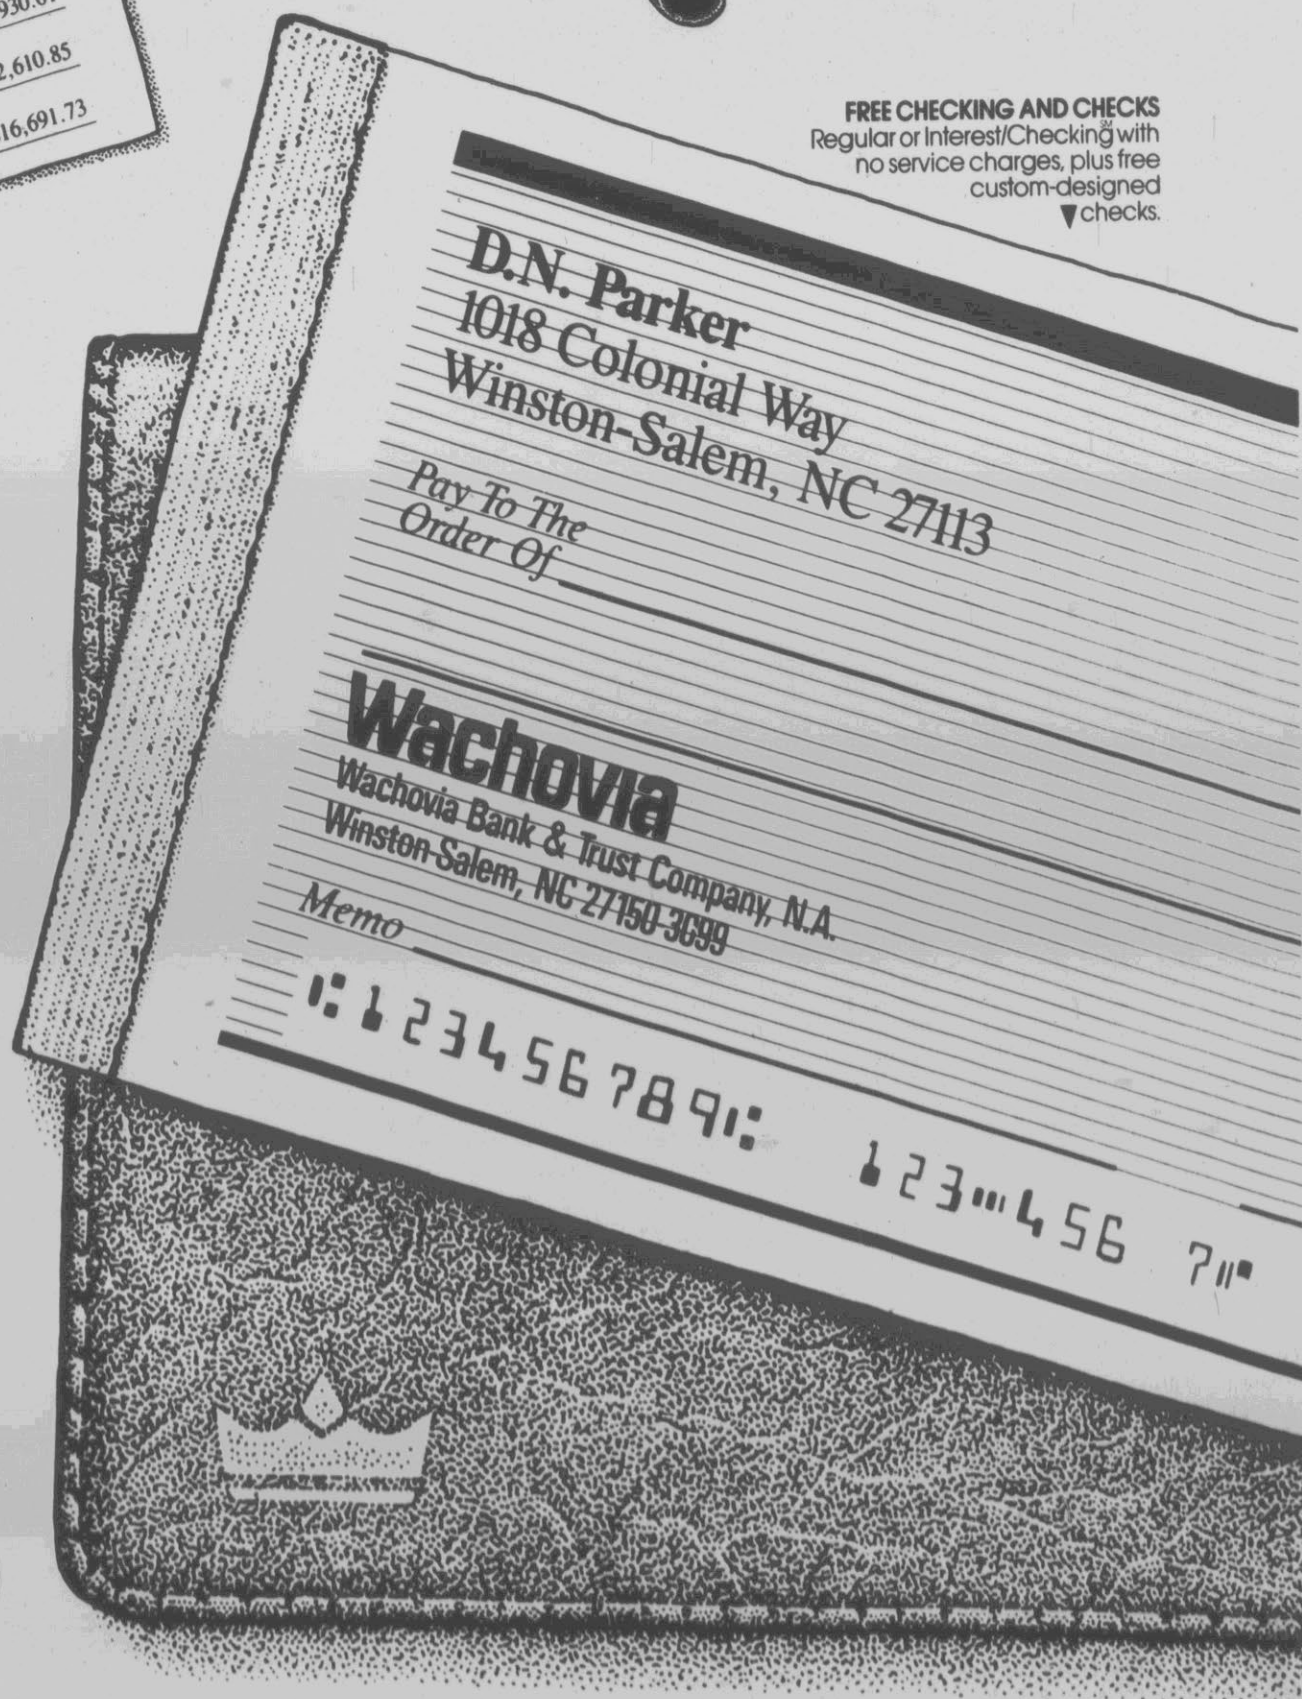 2,610.85
16,691.73
FREE CHECKING AND CHECKS
Regular or Interest/Checking℠ with
no service charges, plus free
custom-designed
▼ checks.
D.N. Parker
1018 Colonial Way
Winston-Salem, NC 27113
Pay To The
Order Of
Wachovia
Wachovia Bank & Trust Company, N.A.
Winston-Salem, NC 27150-3099
Memo
⑆123456789⑆ 123⑉456 7⑈